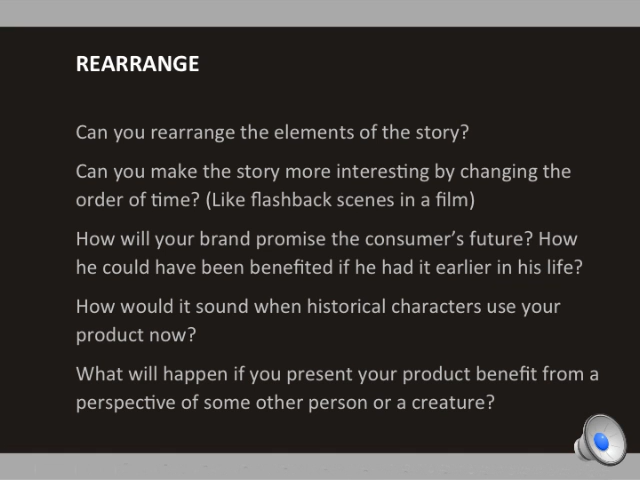 REARRANGE
Can you rearrange the elements of the story?
Can you make the story more interesting by changing the
order of time? (Like flashback scenes in a film)
How will your brand promise the consumer’s future? How
he could have been benefited if he had it earlier in his life?
How would it sound when historical characters use your
product now?
What will happen if you present your product benefit from a
perspective of some other person or a creature?